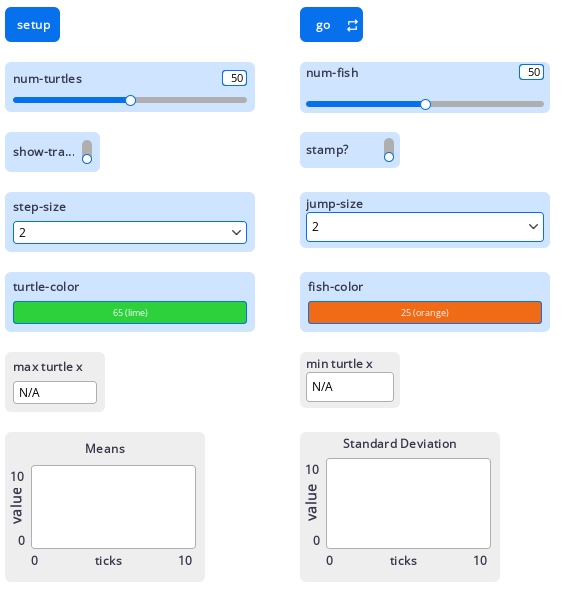 setup
go
num-turtles 50
num-fish 50
show-tra...
stamp?
step-size
2
jump-size
2
turtle-color
65 (lime)
fish-color
25 (orange)
max turtle x
N/A
min turtle x
N/A
Means
10
value
0
0 ticks 10
Standard Deviation
10
value
0
0 ticks 10